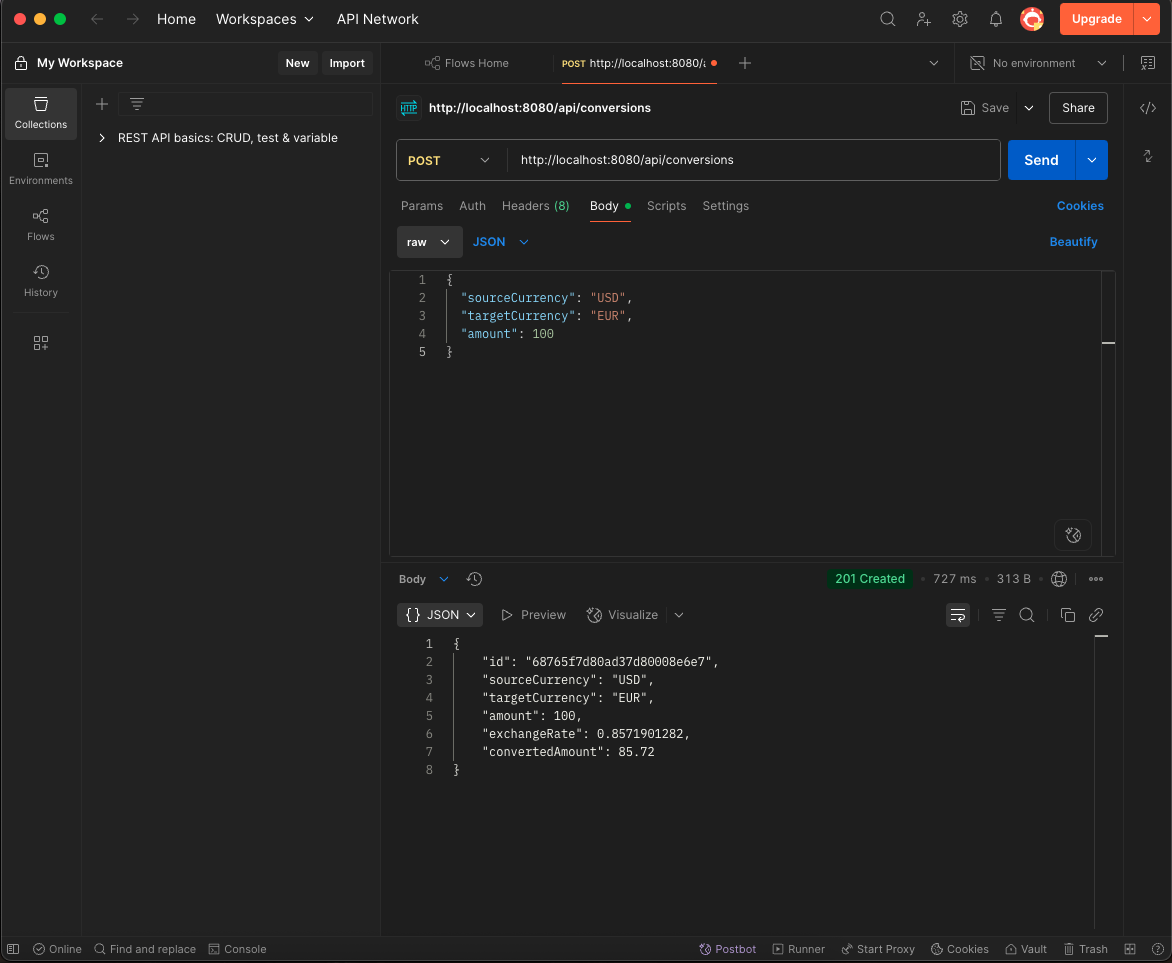 Home Workspaces API Network Upgrade
My Workspace New Import Flows Home POST http://localhost:8080/a No environment
Collections
Environments
Flows
History
REST API basics: CRUD, test & variable
HTTP http://localhost:8080/api/conversions Save Share
POST http://localhost:8080/api/conversions Send
Params Auth Headers (8) Body Scripts Settings Cookies
raw JSON Beautify
1 {
2 "sourceCurrency": "USD",
3 "targetCurrency": "EUR",
4 "amount": 100
5 }
Body 201 Created 727 ms 313 B
{} JSON Preview Visualize
1 {
2 "id": "68765f7d80ad37d80008e6e7",
3 "sourceCurrency": "USD",
4 "targetCurrency": "EUR",
5 "amount": 100,
6 "exchangeRate": 0.8571901282,
7 "convertedAmount": 85.72
8 }
Online Find and replace Console Postbot Runner Start Proxy Cookies Vault Trash